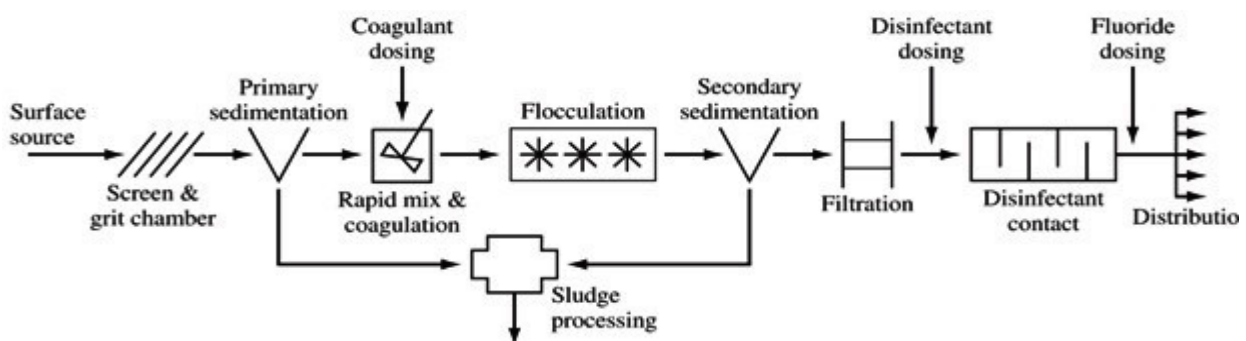 Coagulant
dosing
Disinfectant
dosing
Fluoride
dosing
Surface
source
Primary
sedimentation
Flocculation
Secondary
sedimentation
Screen &
grit chamber
Rapid mix &
coagulation
Filtration
Disinfectant
contact
Distributio
Sludge
processing